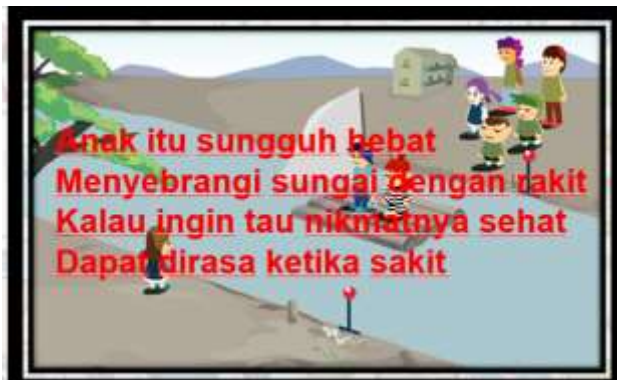 Anak itu sungguh hebat
Menyebrangi sungai dengan rakit
Kalau ingin tau nikmatnya sehat
Dapat dirasa ketika sakit